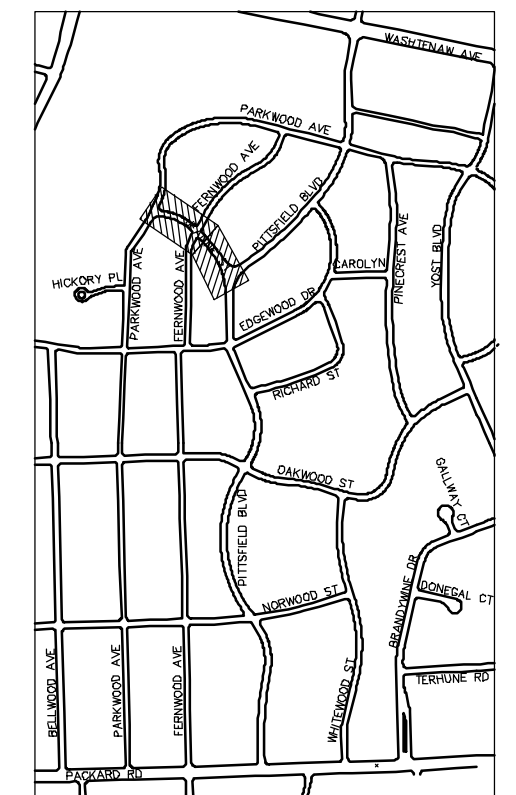 WASHTENAW AVE
PARKWOOD AVE
FERNWOOD AVE
PITTSFIELD BLVD
PINECREST AVE
YOST BLVD
CAROLYN
HICKORY PL
PARKWOOD AVE
FERNWOOD AVE
EDGEWOOD DR
RICHARD ST
OAKWOOD ST
GALLWAY CT
PITTSFIELD BLVD
BRANDYWNE DR
DONEGAL CT
NORWOOD ST
BELLWOOD AVE
PARKWOOD AVE
FERNWOOD AVE
WHITEWOOD ST
TERHUNE RD
PACKARD RD